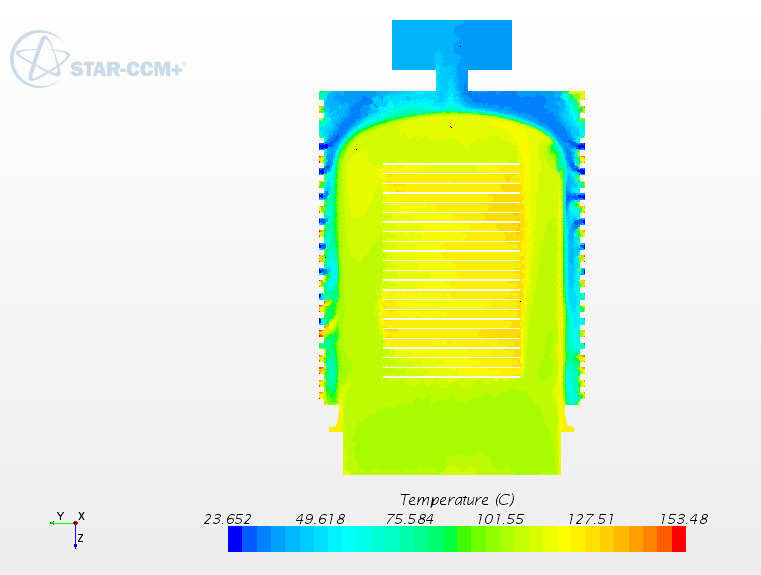 STAR-CCM+
Temperature (C)
23.652 49.618 75.584 101.55 127.51 153.48
Y X
Z